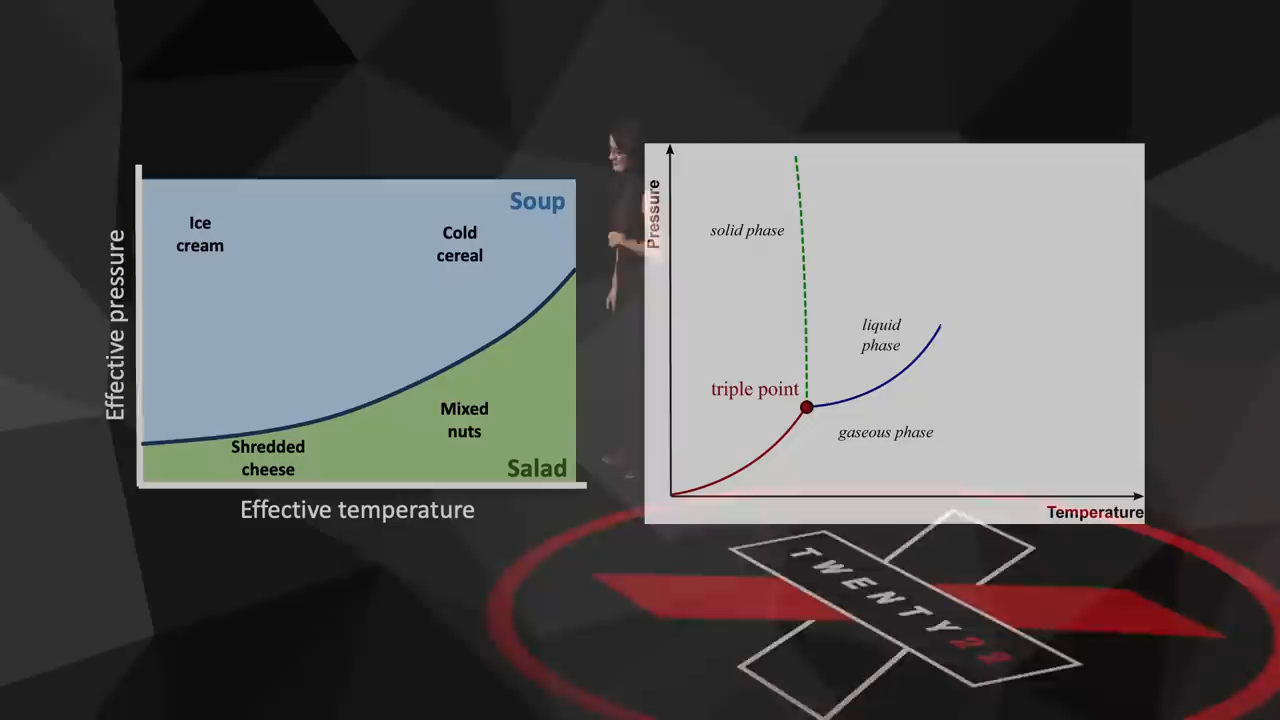 Effective pressure
Soup
Ice
cream
Cold
cereal
Mixed
nuts
Shredded
cheese
Salad
Effective temperature
Pressure
solid phase
liquid
phase
triple point
gaseous phase
Temperature
TWENTY22